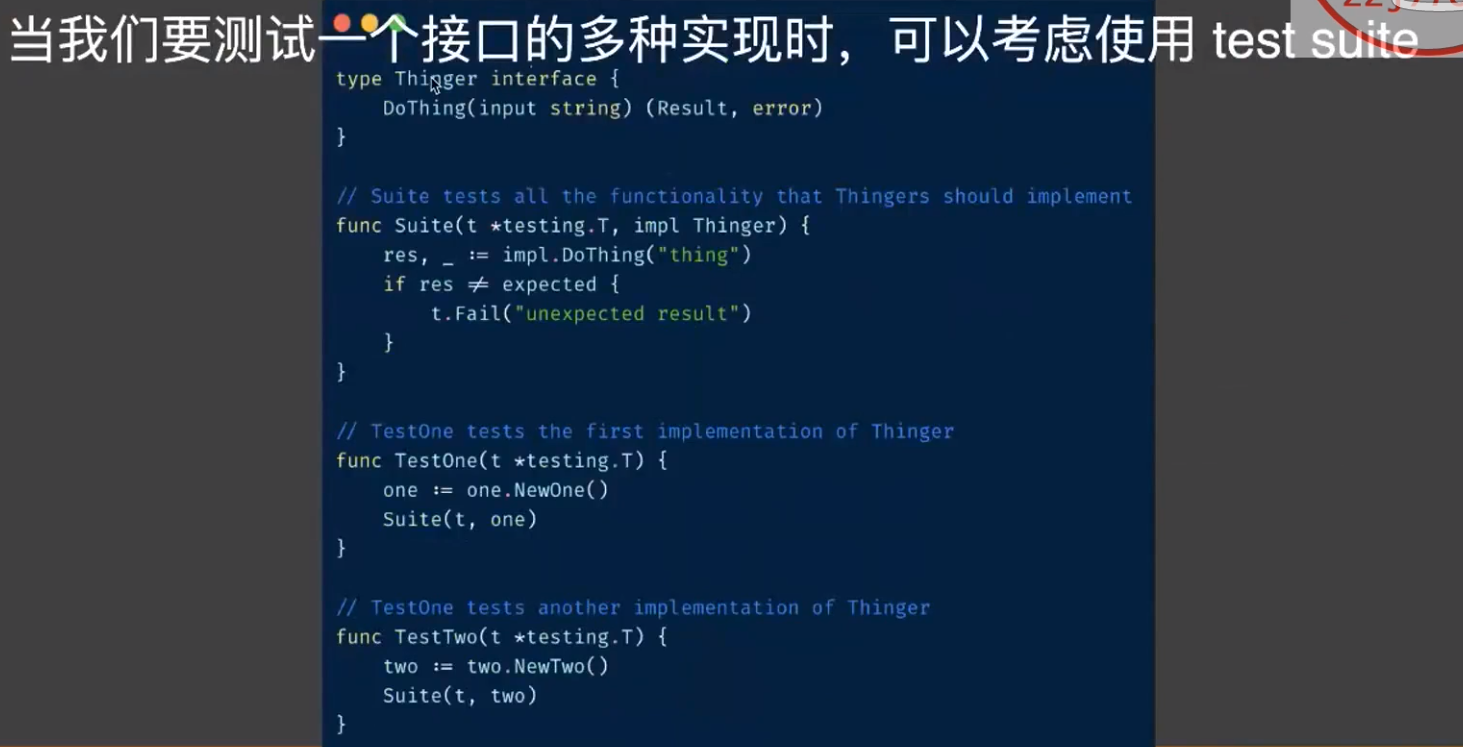 当我们要测试一个接口的多种实现时，可以考虑使用 test suite
type Thinger interface {
    DoThing(input string) (Result, error)
}
// Suite tests all the functionality that Thingers should implement
func Suite(t *testing.T, impl Thinger) {
    res, _ := impl.DoThing("thing")
    if res ≠ expected {
        t.Fail("unexpected result")
    }
}
// TestOne tests the first implementation of Thinger
func TestOne(t *testing.T) {
    one := one.NewOne()
    Suite(t, one)
}
// TestOne tests another implementation of Thinger
func TestTwo(t *testing.T) {
    two := two.NewTwo()
    Suite(t, two)
}